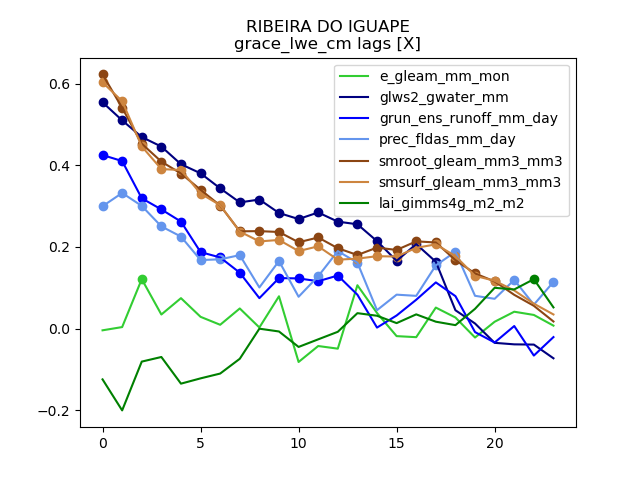 RIBEIRA DO IGUAPE
grace_lwe_cm lags [X]
e_gleam_mm_mon
glws2_gwater_mm
grun_ens_runoff_mm_day
prec_fldas_mm_day
smroot_gleam_mm3_mm3
smsurf_gleam_mm3_mm3
lai_gimms4g_m2_m2
0.6
0.4
0.2
0.0
−0.2
0 5 10 15 20